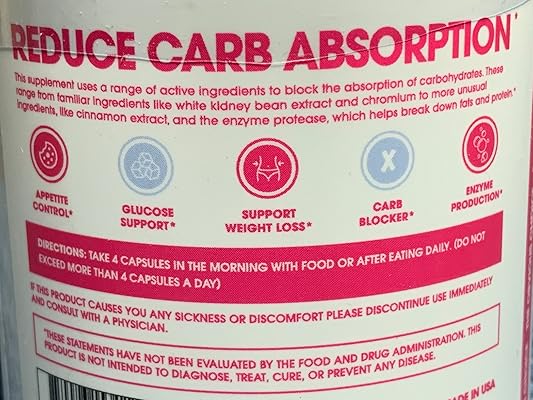 REDUCE CARB ABSORPTION*
This supplement uses a range of active ingredients to block the absorption of carbohydrates. These
range from familiar ingredients like white kidney bean extract and chromium to more unusual
ingredients, like cinnamon extract, and the enzyme protease, which helps break down fats and protein.*
X
APPETITE
CONTROL*
GLUCOSE
SUPPORT*
SUPPORT
WEIGHT LOSS*
CARB
BLOCKER*
ENZYME
PRODUCTION*
DIRECTIONS: TAKE 4 CAPSULES IN THE MORNING WITH FOOD OR AFTER EATING DAILY. (DO NOT
EXCEED MORE THAN 4 CAPSULES A DAY)
IF THIS PRODUCT CAUSES YOU ANY SICKNESS OR DISCOMFORT PLEASE DISCONTINUE USE IMMEDIATELY
AND CONSULT WITH A PHYSICIAN.
*THESE STATEMENTS HAVE NOT BEEN EVALUATED BY THE FOOD AND DRUG ADMINISTRATION. THIS
PRODUCT IS NOT INTENDED TO DIAGNOSE, TREAT, CURE, OR PREVENT ANY DISEASE.
MADE IN USA